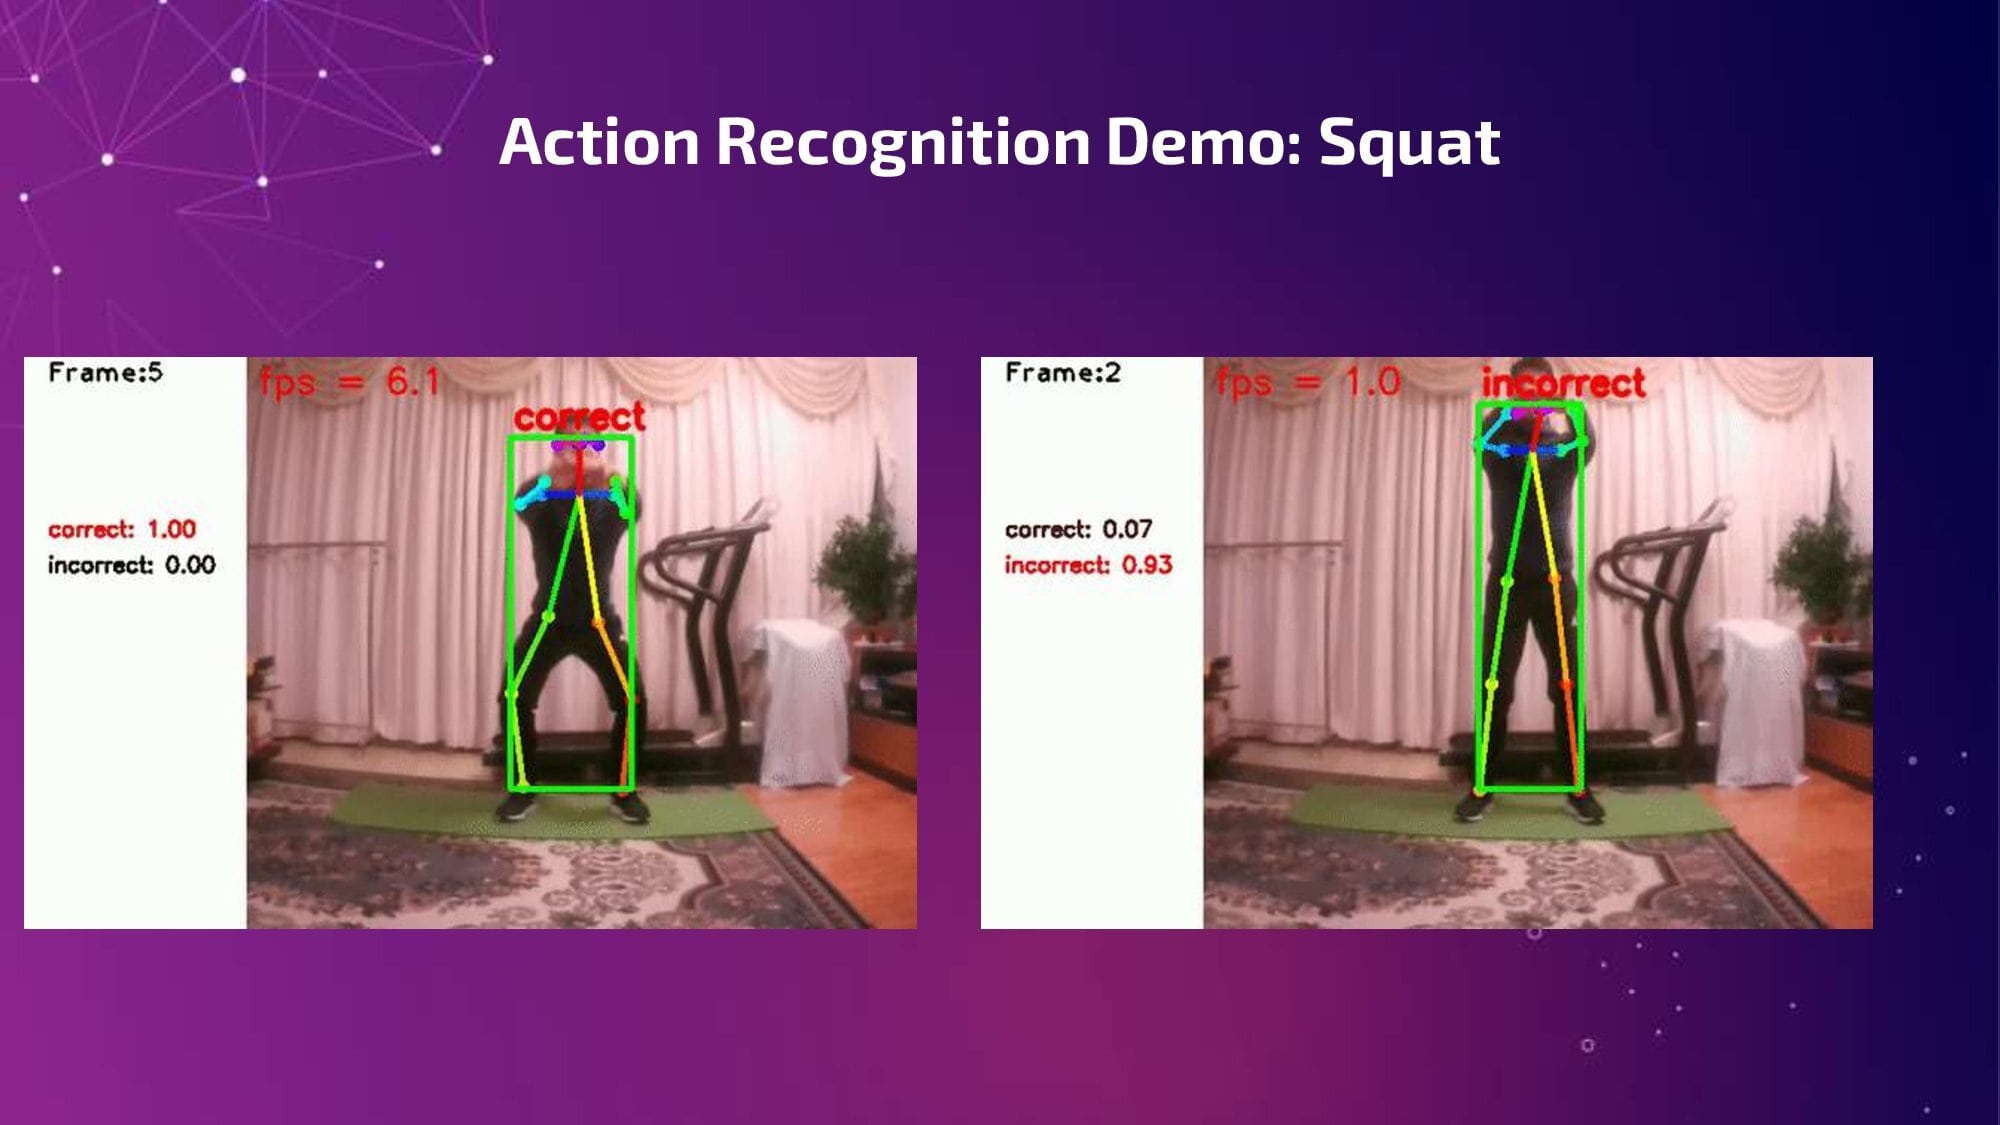 Action Recognition Demo: Squat
Frame:5
fps = 6.1
correct
correct: 1.00
incorrect: 0.00
Frame:2
fps = 1.0
incorrect
correct: 0.07
incorrect: 0.93